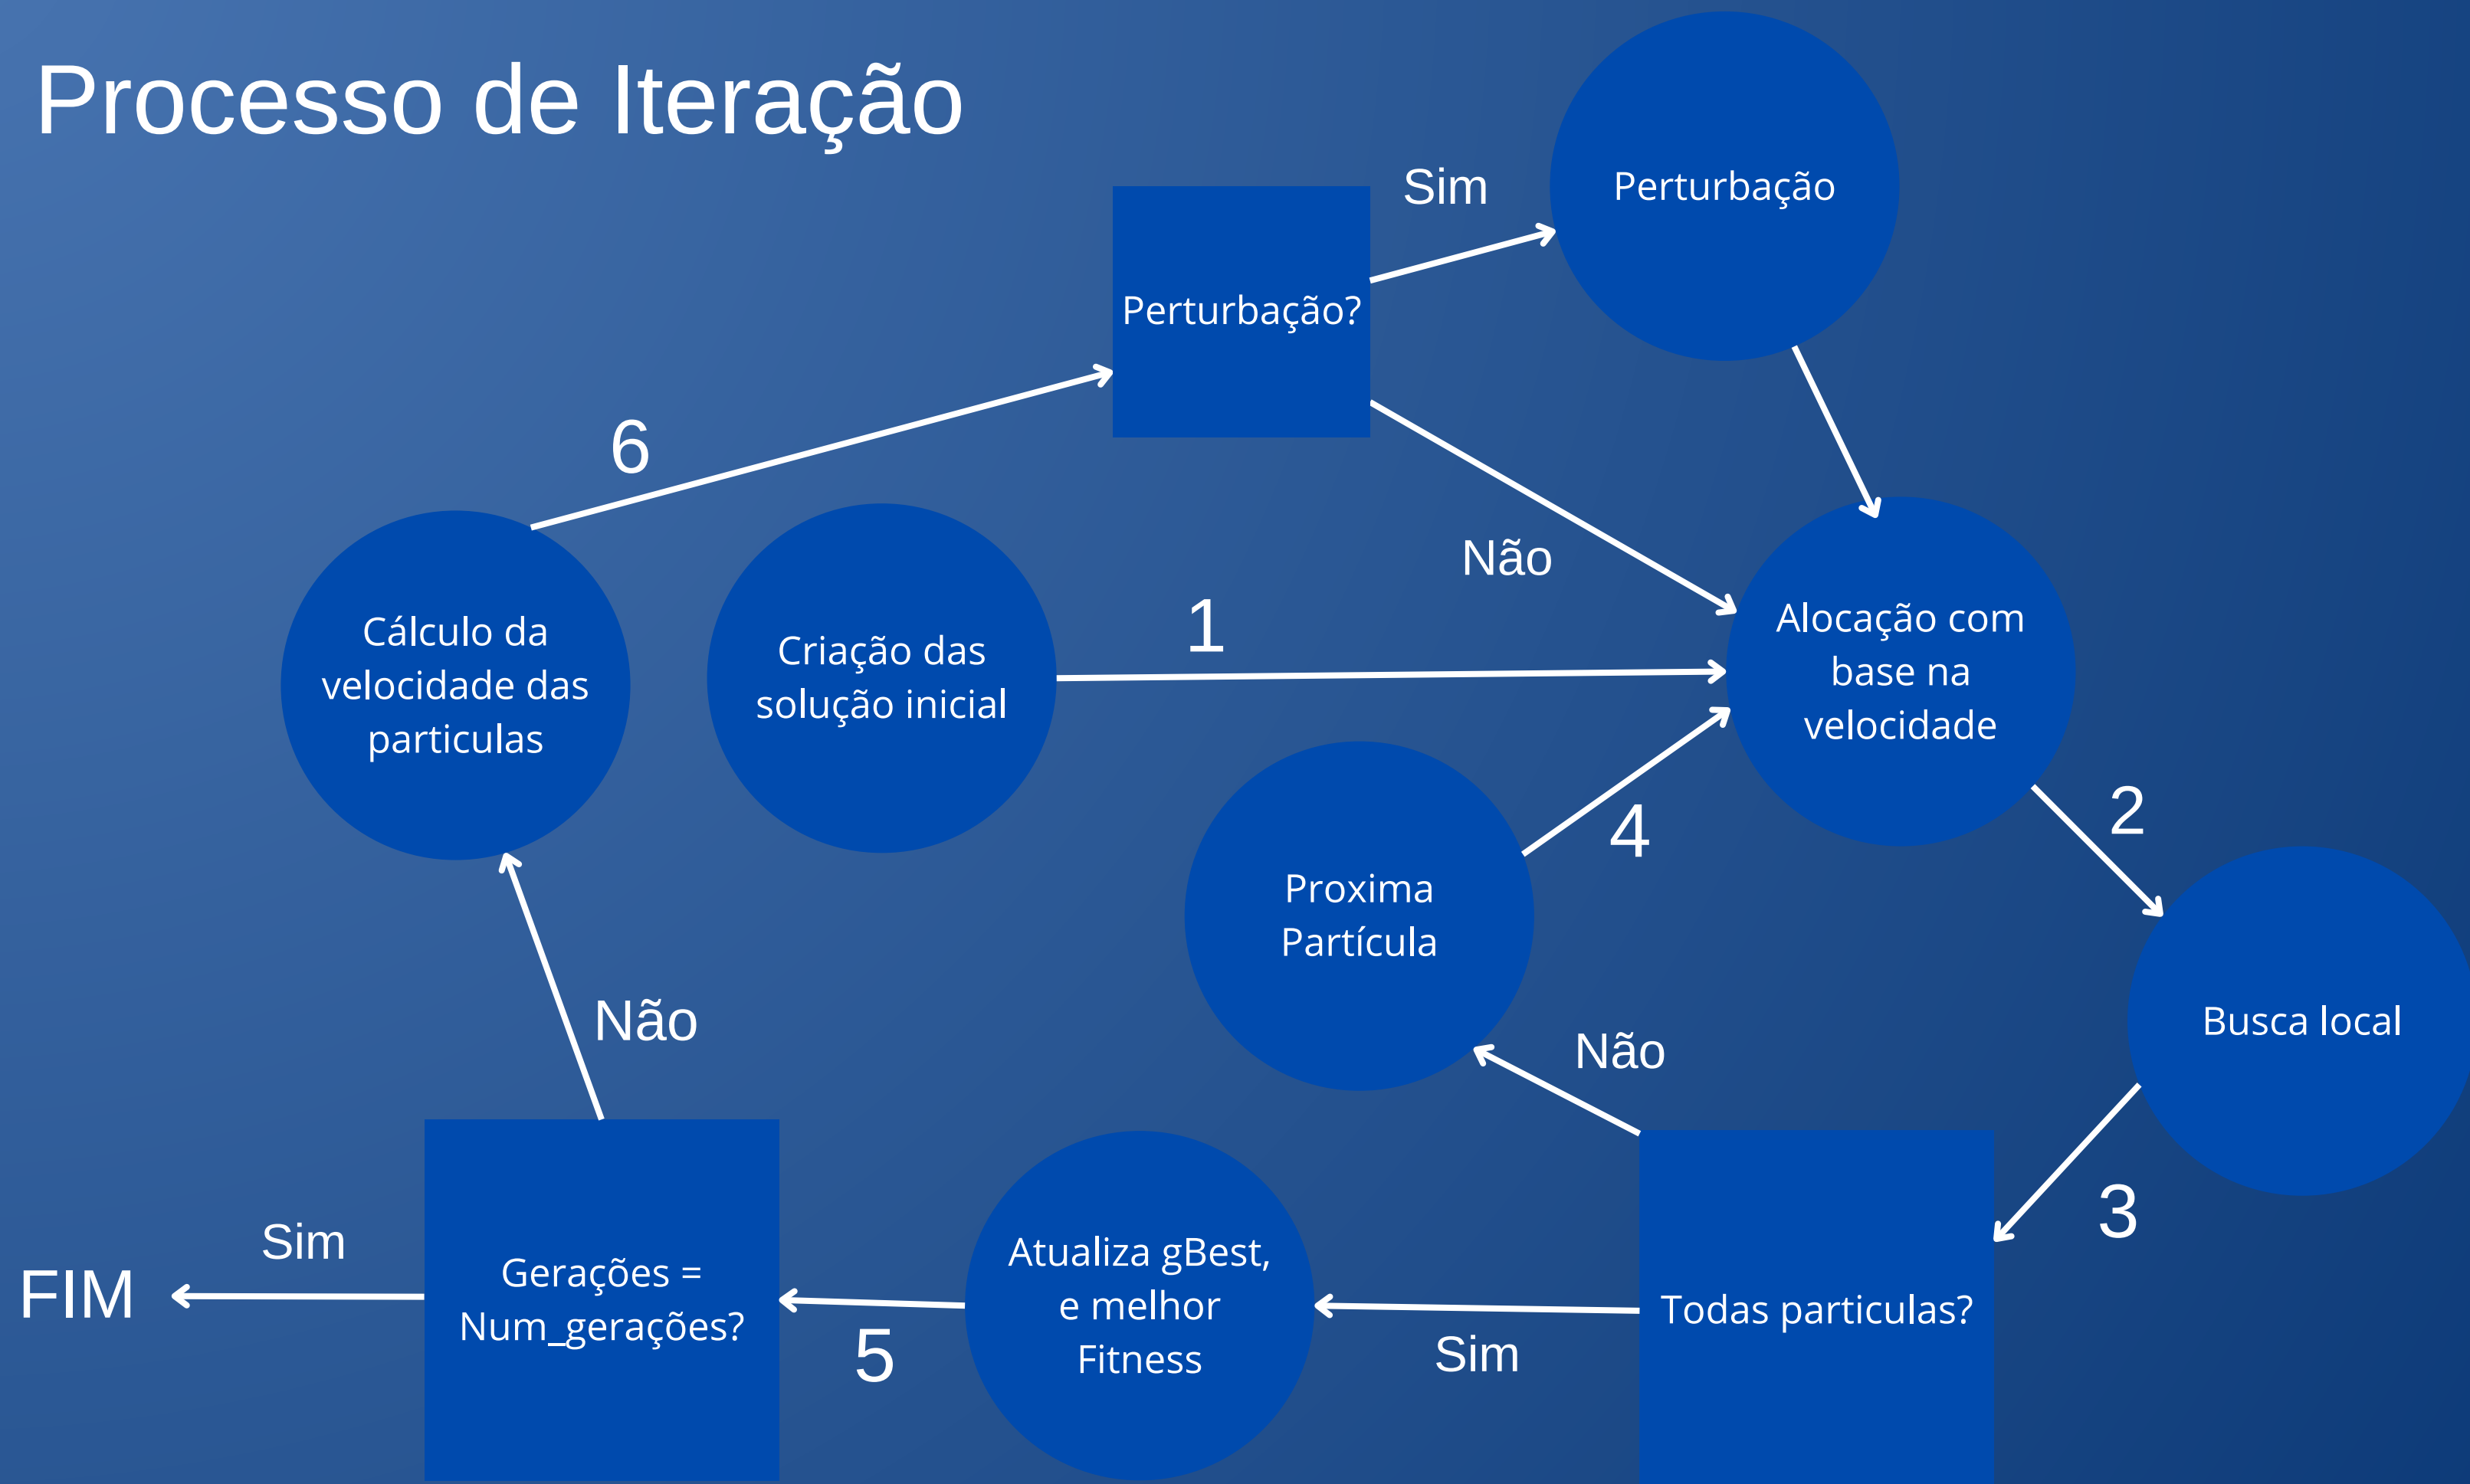 Processo de Iteração
Sim
Perturbação
Perturbação?
6
Não
1
Cálculo da
velocidade das
particulas
Criação das
solução inicial
Alocação com
base na
velocidade
4
2
Proxima
Partícula
Não
Não
Busca local
3
Sim
FIM
Gerações =
Num_gerações?
5
Atualiza gBest,
e melhor
Fitness
Sim
Todas particulas?